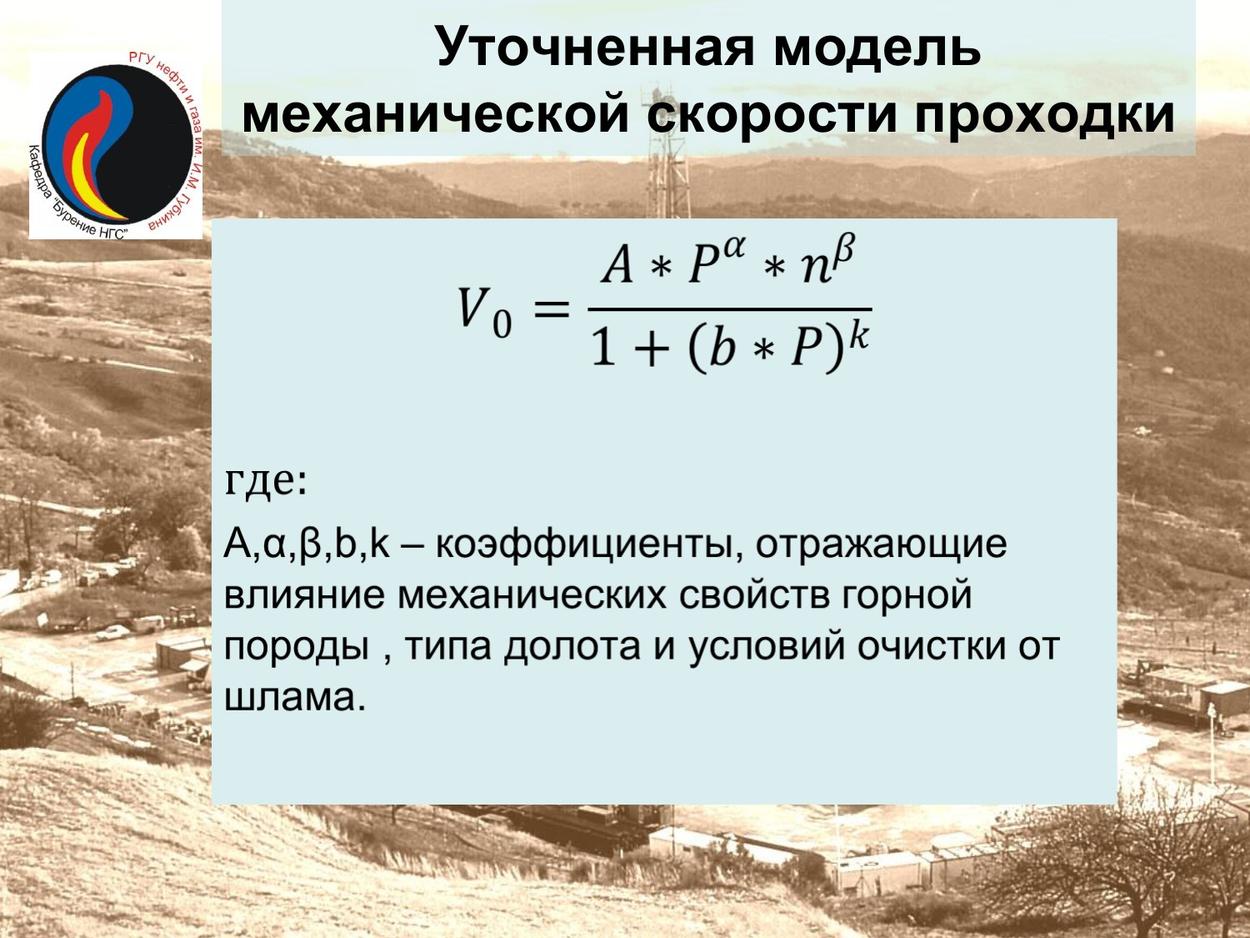 Уточненная модель
механической скорости проходки
РГУ нефти и газа им. И.М. Губкина
Кафедра "Бурение НГС"
V₀ = (A * P^α * n^β) / (1 + (b * P)^k)
где:
A,α,β,b,k – коэффициенты, отражающие
влияние механических свойств горной
породы , типа долота и условий очистки от
шлама.